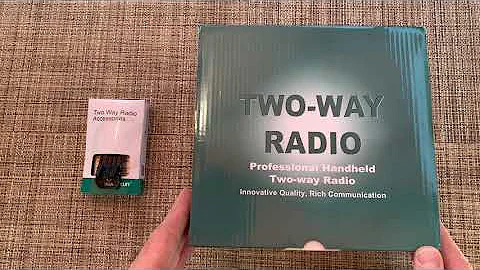 Two Way Radio
Accessories
TWO-WAY
RADIO
Professional Handheld
Two-way Radio
Innovative Quality, Rich Communication